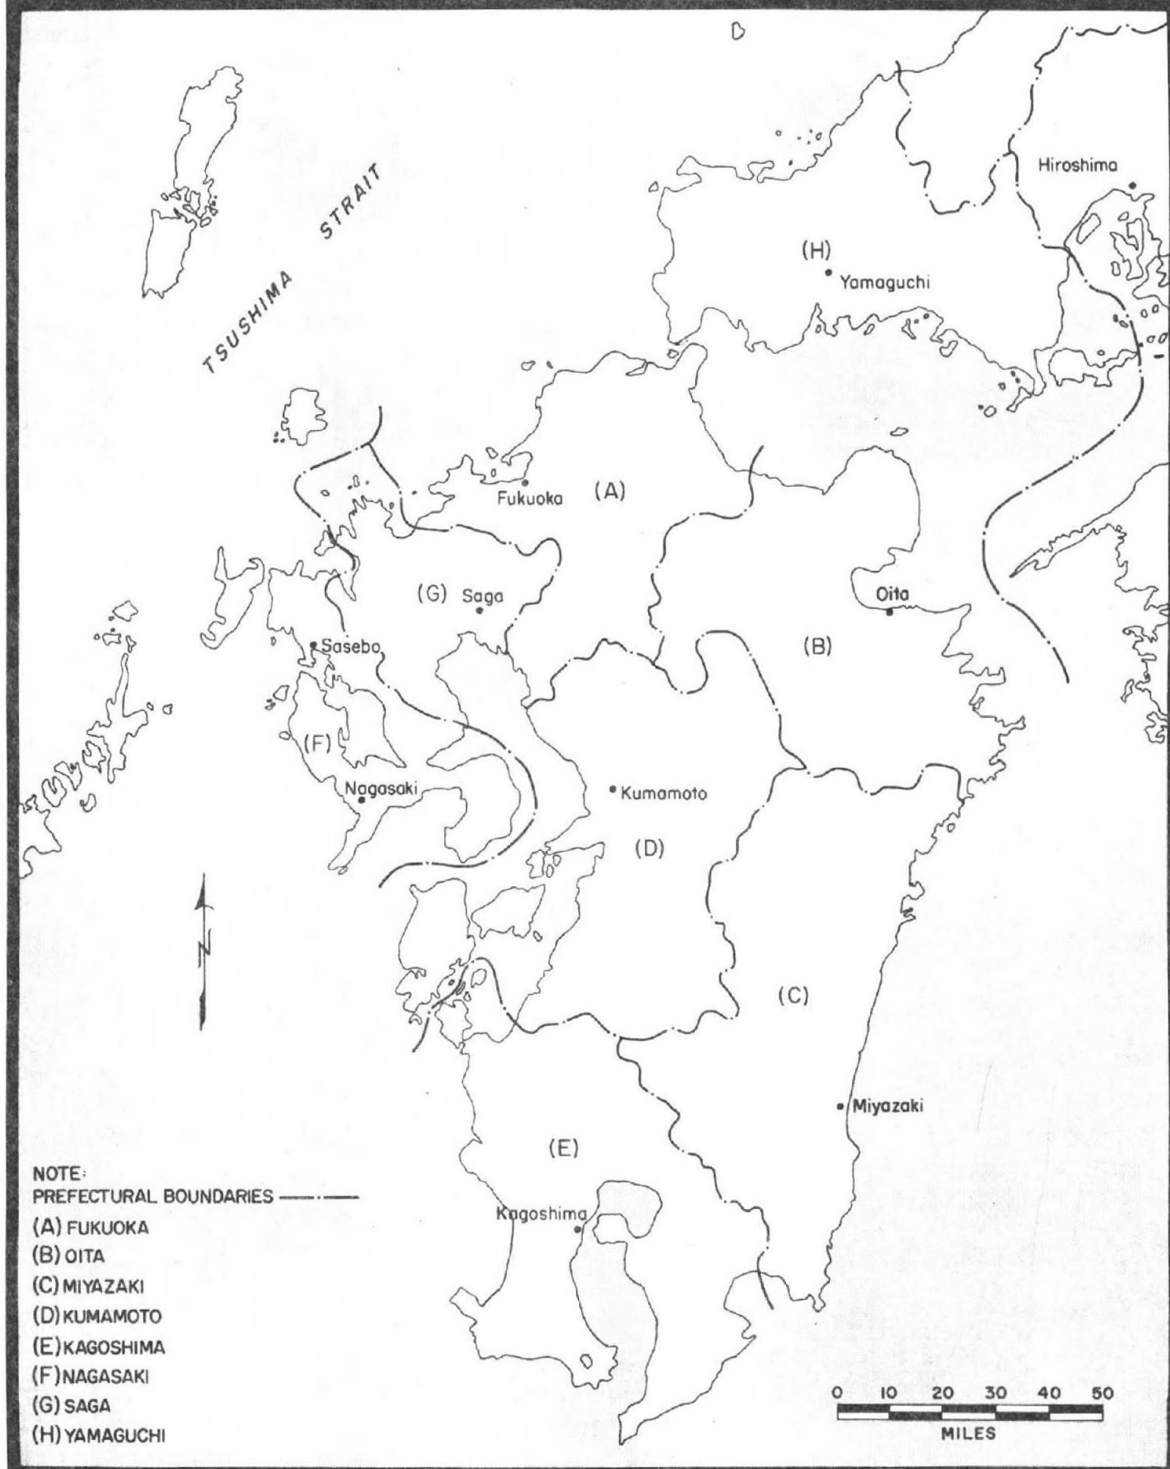 Hiroshima
TSUSHIMA STRAIT
(H)
Yamaguchi
Fukuoka
(A)
(G) Saga
Oita
Sasebo
(B)
(F)
Nagasaki
Kumamoto
(D)
N
(C)
Miyazaki
(E)
Kagoshima
NOTE:
PREFECTURAL BOUNDARIES
(A) FUKUOKA
(B) OITA
(C) MIYAZAKI
(D) KUMAMOTO
(E) KAGOSHIMA
(F) NAGASAKI
(G) SAGA
(H) YAMAGUCHI
0 10 20 30 40 50
MILES